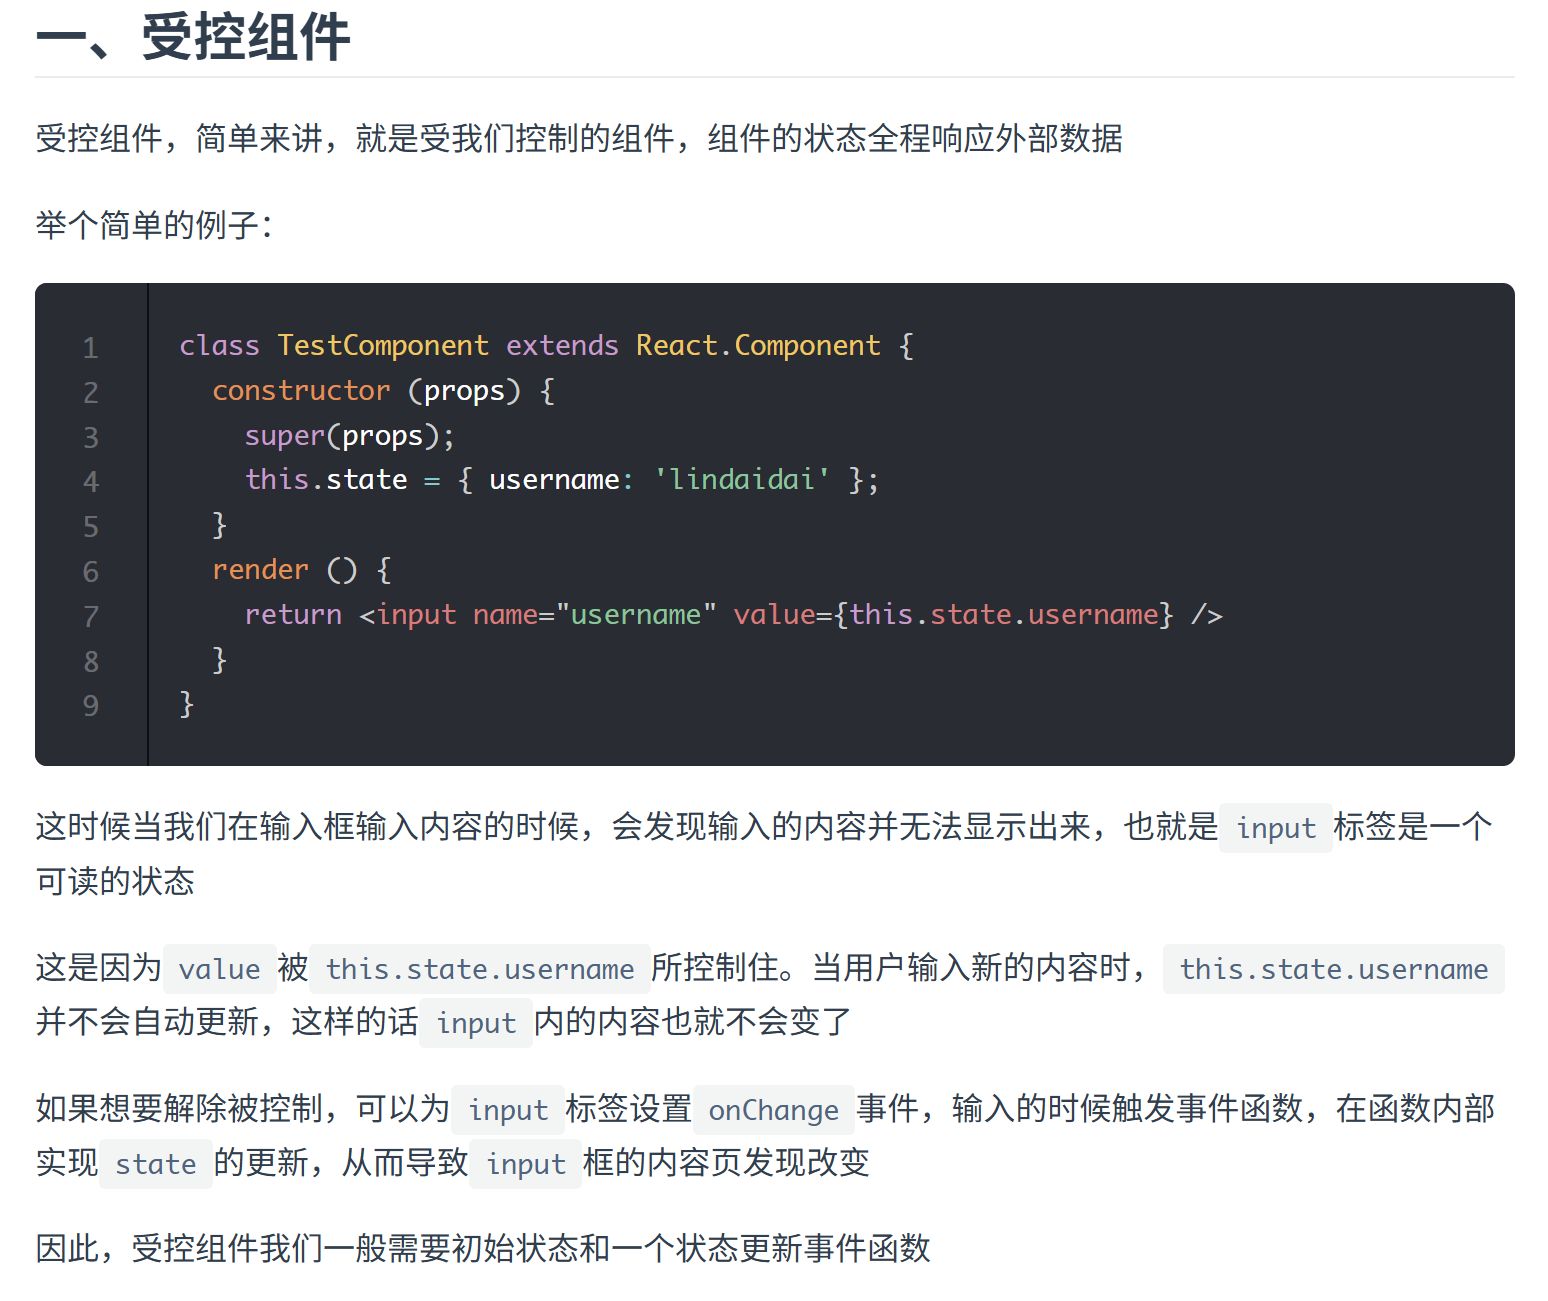 一、受控组件
受控组件，简单来讲，就是受我们控制的组件，组件的状态全程响应外部数据
举个简单的例子：
1 class TestComponent extends React.Component {
2   constructor (props) {
3     super(props);
4     this.state = { username: 'lindaidai' };
5   }
6   render () {
7     return <input name="username" value={this.state.username} />
8   }
9 }
这时候当我们在输入框输入内容的时候，会发现输入的内容并无法显示出来，也就是 input 标签是一个
可读的状态
这是因为 value 被 this.state.username 所控制住。当用户输入新的内容时， this.state.username
并不会自动更新，这样的话 input 内的内容也就不会变了
如果想要解除被控制，可以为 input 标签设置 onChange 事件，输入的时候触发事件函数，在函数内部
实现 state 的更新，从而导致 input 框的内容页发现改变
因此，受控组件我们一般需要初始状态和一个状态更新事件函数